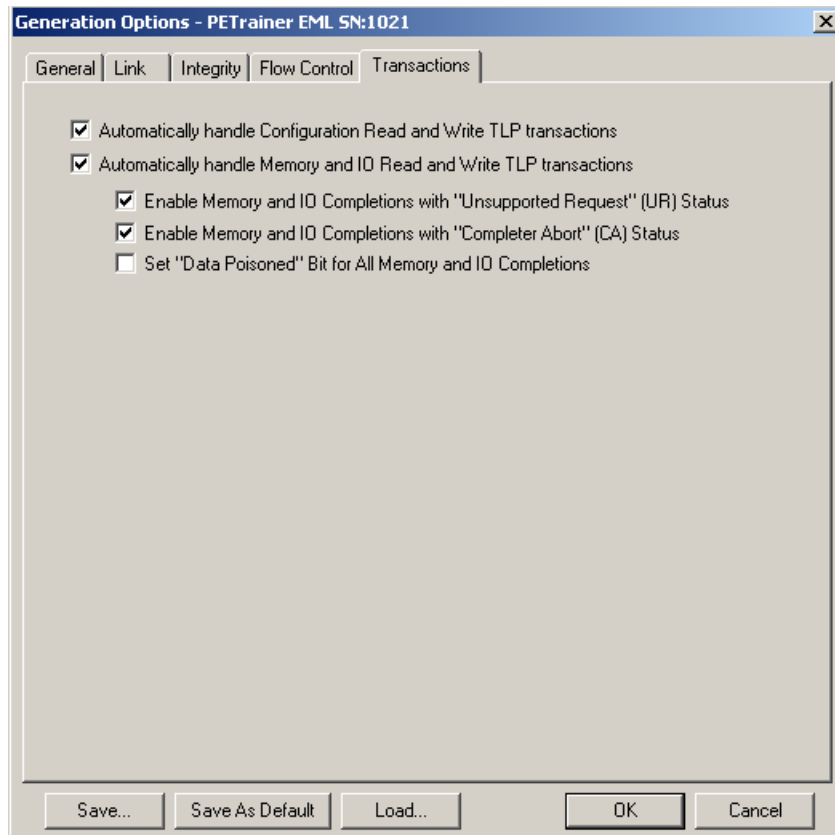 Generation Options - PETrainer EML SN:1021
General Link Integrity Flow Control Transactions
Automatically handle Configuration Read and Write TLP transactions
Automatically handle Memory and IO Read and Write TLP transactions
Enable Memory and IO Completions with "Unsupported Request" (UR) Status
Enable Memory and IO Completions with "Completer Abort" (CA) Status
Set "Data Poisoned" Bit for All Memory and IO Completions
Save... Save As Default Load... OK Cancel